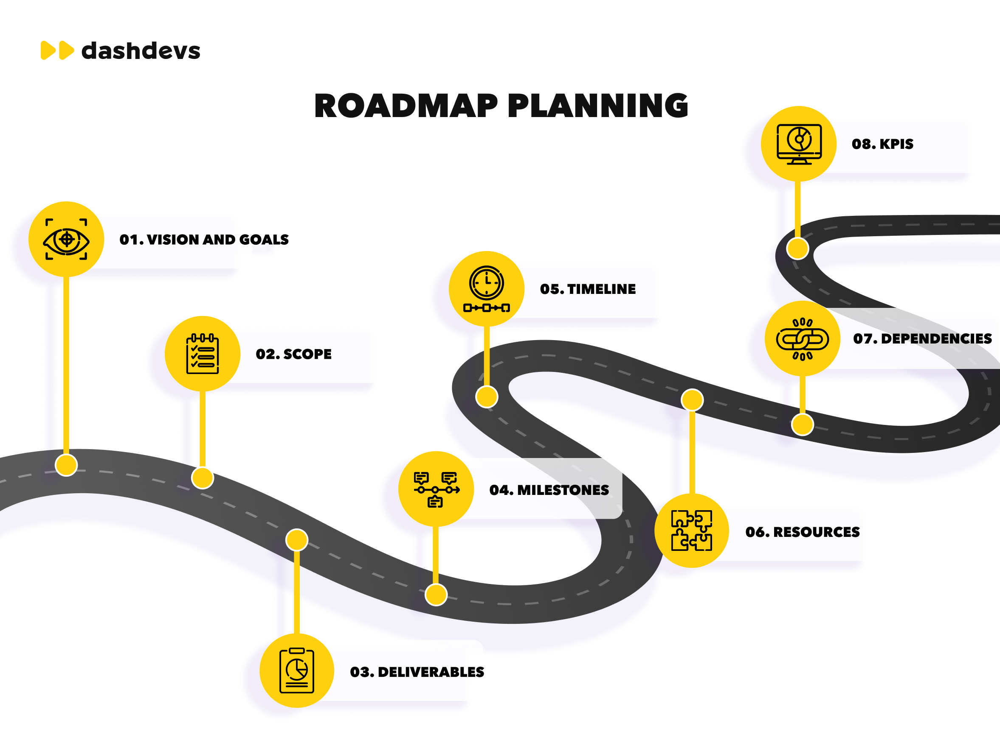 dashdevs
ROADMAP PLANNING
01. VISION AND GOALS
02. SCOPE
03. DELIVERABLES
04. MILESTONES
05. TIMELINE
06. RESOURCES
07. DEPENDENCIES
08. KPIS